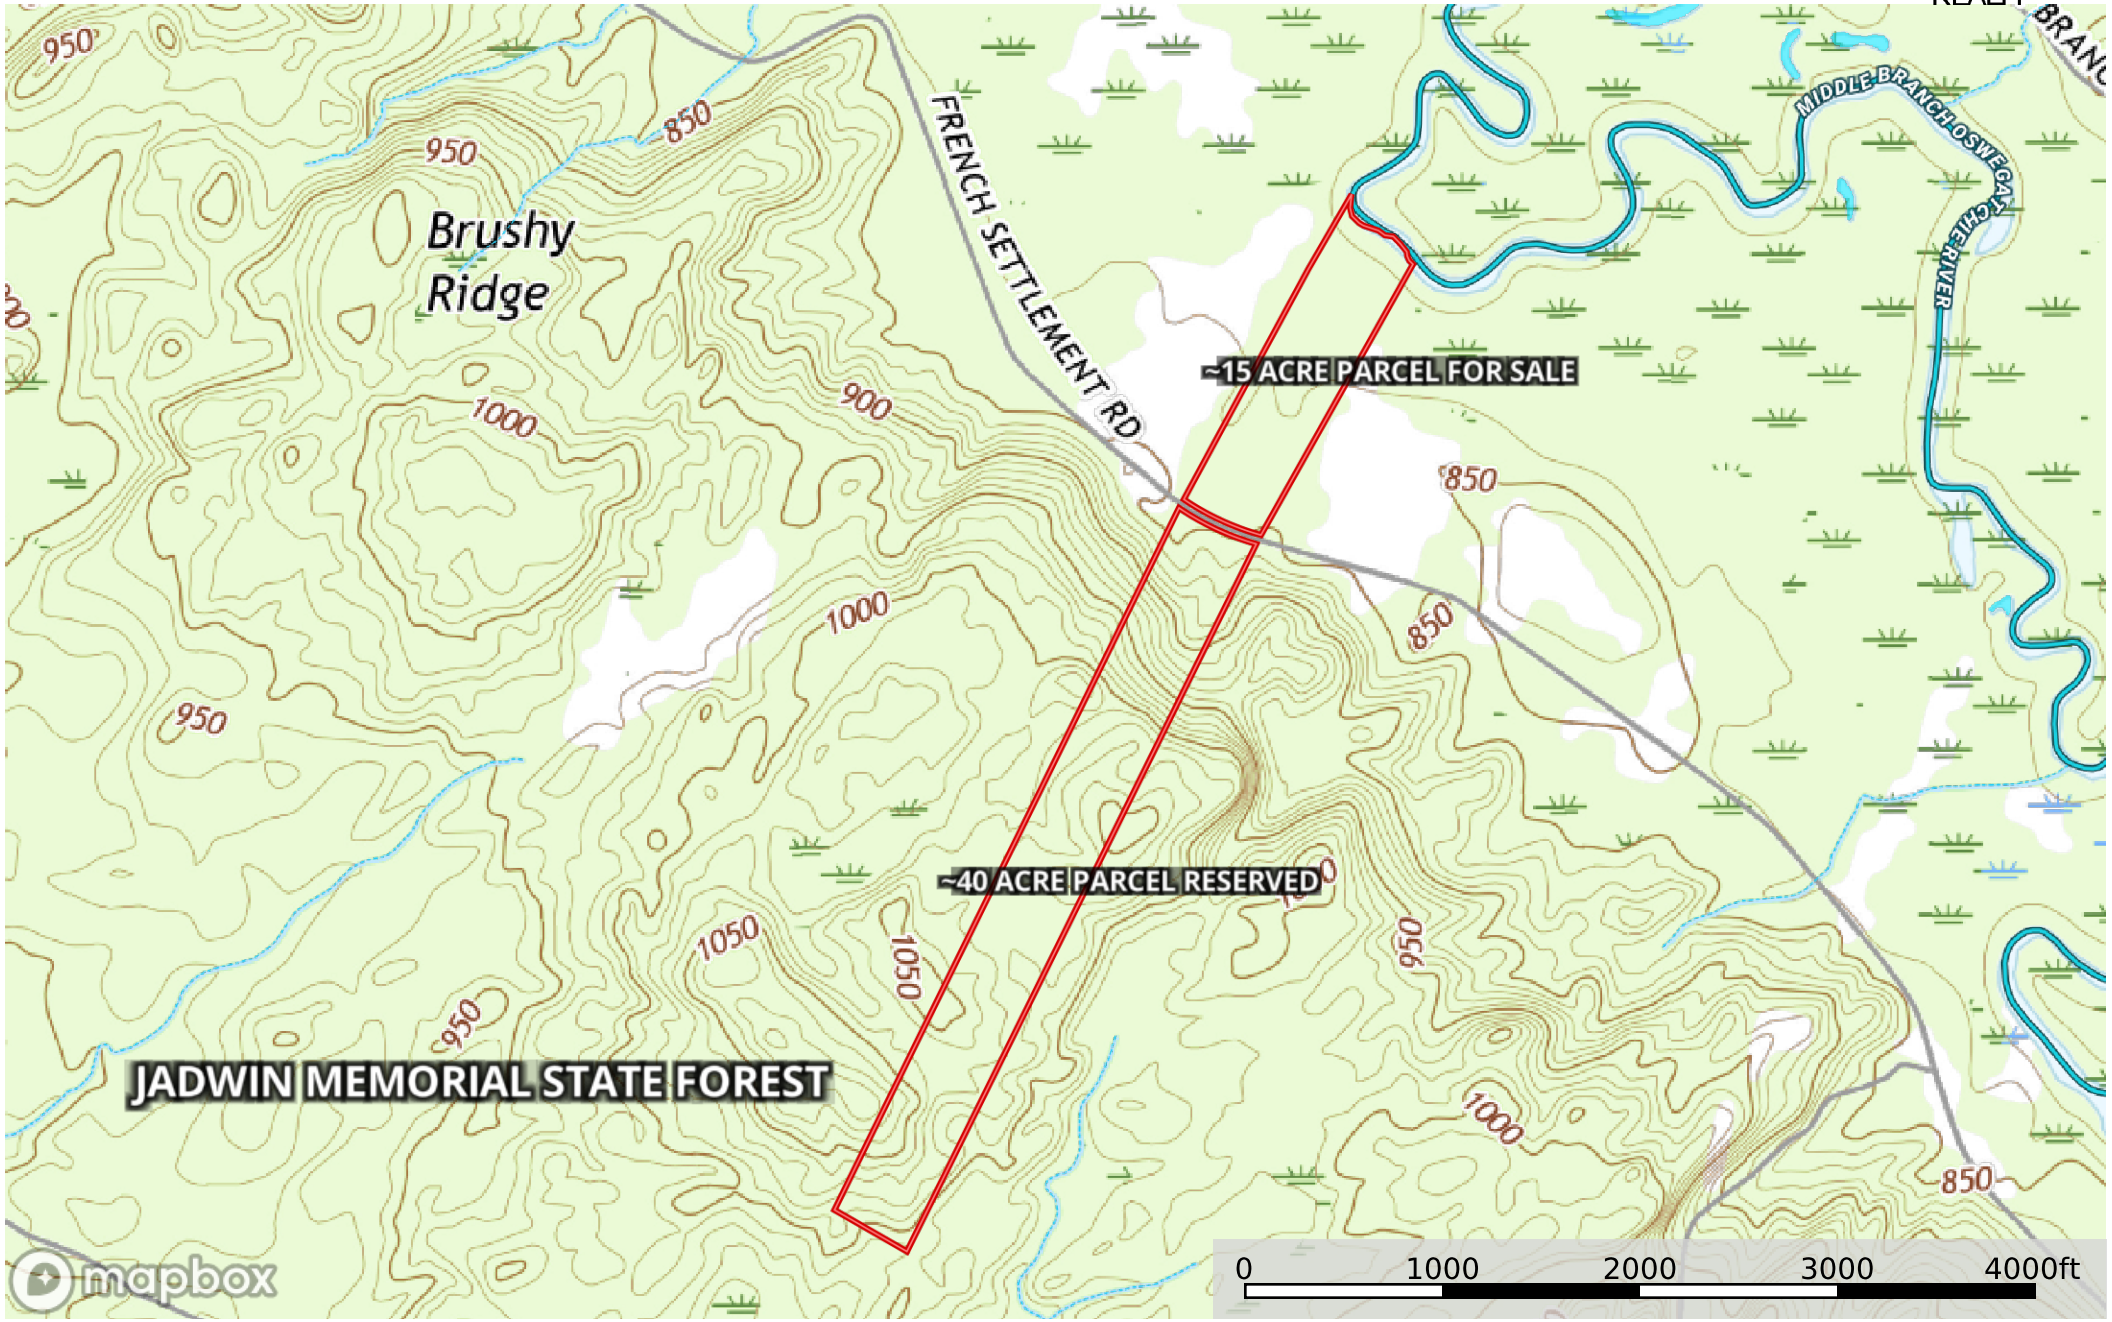 950
BRANC
MIDDLE BRANCH OSWEGATCHIE RIVER
FRENCH SETTLEMENT RD
850
950
Brushy
Ridge
~15 ACRE PARCEL FOR SALE
900
1000
850
1000
850
950
~40 ACRE PARCEL RESERVED
1050
1050
950
950
JADWIN MEMORIAL STATE FOREST
1000
850
mapbox
0 1000 2000 3000 4000ft